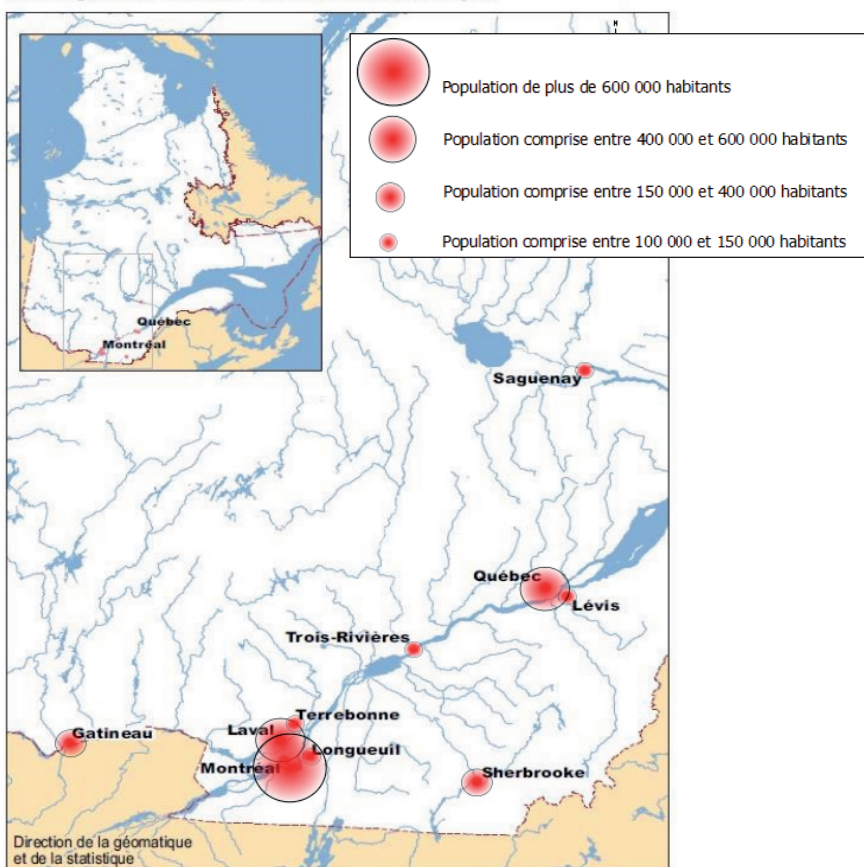 N
Population de plus de 600 000 habitants
Population comprise entre 400 000 et 600 000 habitants
Population comprise entre 150 000 et 400 000 habitants
Population comprise entre 100 000 et 150 000 habitants
Québec
Montréal
Saguenay
Québec
Lévis
Trois-Rivières
Terrebonne
Gatineau
Laval
Longueuil
Montréal
Sherbrooke
Direction de la géomatique
et de la statistique